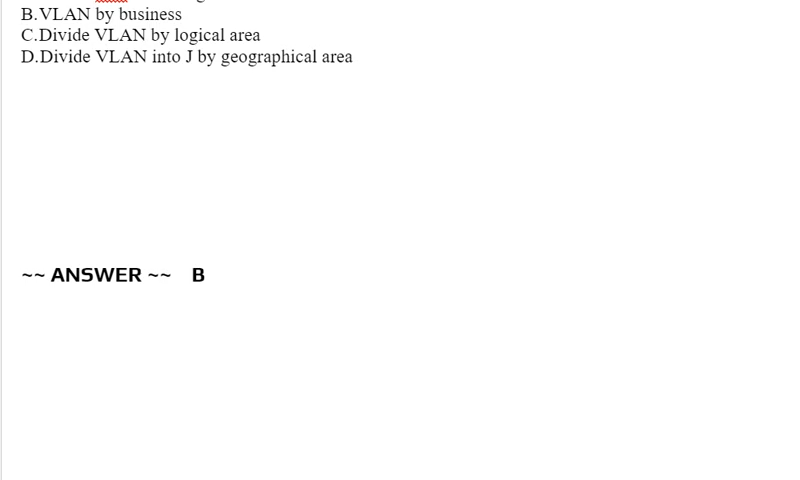 B.VLAN by business
C.Divide VLAN by logical area
D.Divide VLAN into J by geographical area
~~ ANSWER ~~ B